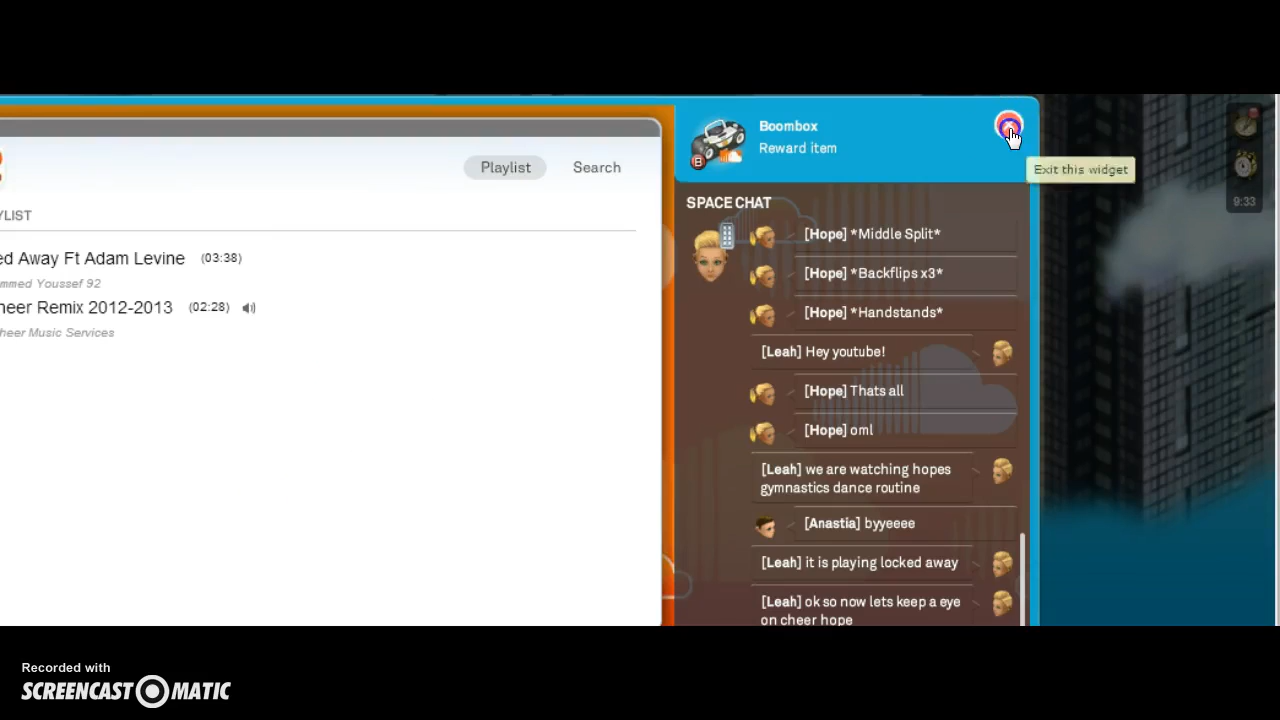 Boombox
Reward item
Exit this widget
Playlist
Search
9:33
YLIST
SPACE CHAT
ed Away Ft Adam Levine (03:38)
mmed Youssef 92
heer Remix 2012-2013 (02:28)
heer Music Services
[Hope] *Middle Split*
[Hope] *Backflips x3*
[Hope] *Handstands*
[Leah] Hey youtube!
[Hope] Thats all
[Hope] oml
[Leah] we are watching hopes
gymnastics dance routine
[Anastia] byyeeee
[Leah] it is playing locked away
[Leah] ok so now lets keep a eye
on cheer hope
Recorded with
SCREENCAST MATIC